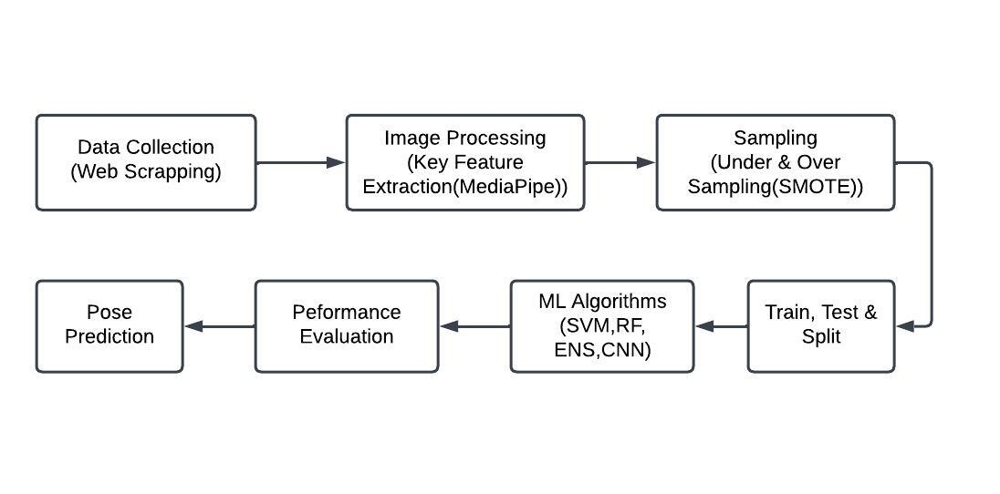 Data Collection
(Web Scrapping)
Image Processing
(Key Feature
Extraction(MediaPipe))
Sampling
(Under & Over
Sampling(SMOTE))
Train, Test &
Split
ML Algorithms
(SVM,RF,
ENS,CNN)
Peformance
Evaluation
Pose
Prediction